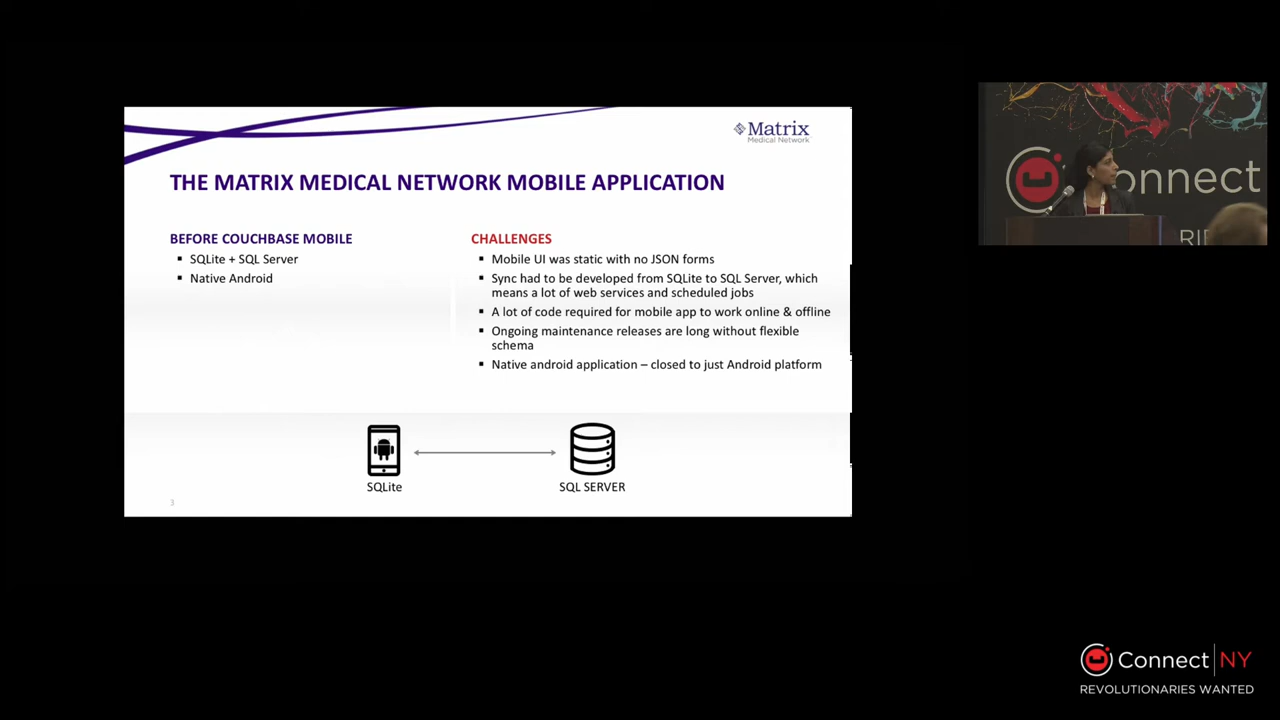 Matrix
Medical Network
THE MATRIX MEDICAL NETWORK MOBILE APPLICATION
BEFORE COUCHBASE MOBILE
▪ SQLite + SQL Server
▪ Native Android
CHALLENGES
▪ Mobile UI was static with no JSON forms
▪ Sync had to be developed from SQLite to SQL Server, which
means a lot of web services and scheduled jobs
▪ A lot of code required for mobile app to work online & offline
▪ Ongoing maintenance releases are long without flexible
schema
▪ Native android application – closed to just Android platform
SQLite
SQL SERVER
3
onnect
RI
Connect | NY
REVOLUTIONARIES WANTED